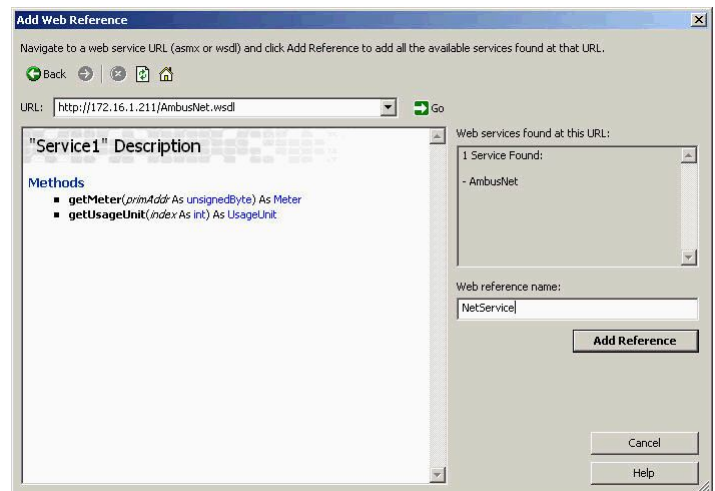 Add Web Reference
Navigate to a web service URL (asmx or wsdl) and click Add Reference to add all the available services found at that URL.
Back
URL: http://172.16.1.211/AmbusNet.wsdl Go
"Service1" Description
Methods
getMeter(primAddr As unsignedByte) As Meter
getUsageUnit(index As int) As UsageUnit
Web services found at this URL:
1 Service Found:
- AmbusNet
Web reference name:
NetService
Add Reference
Cancel
Help